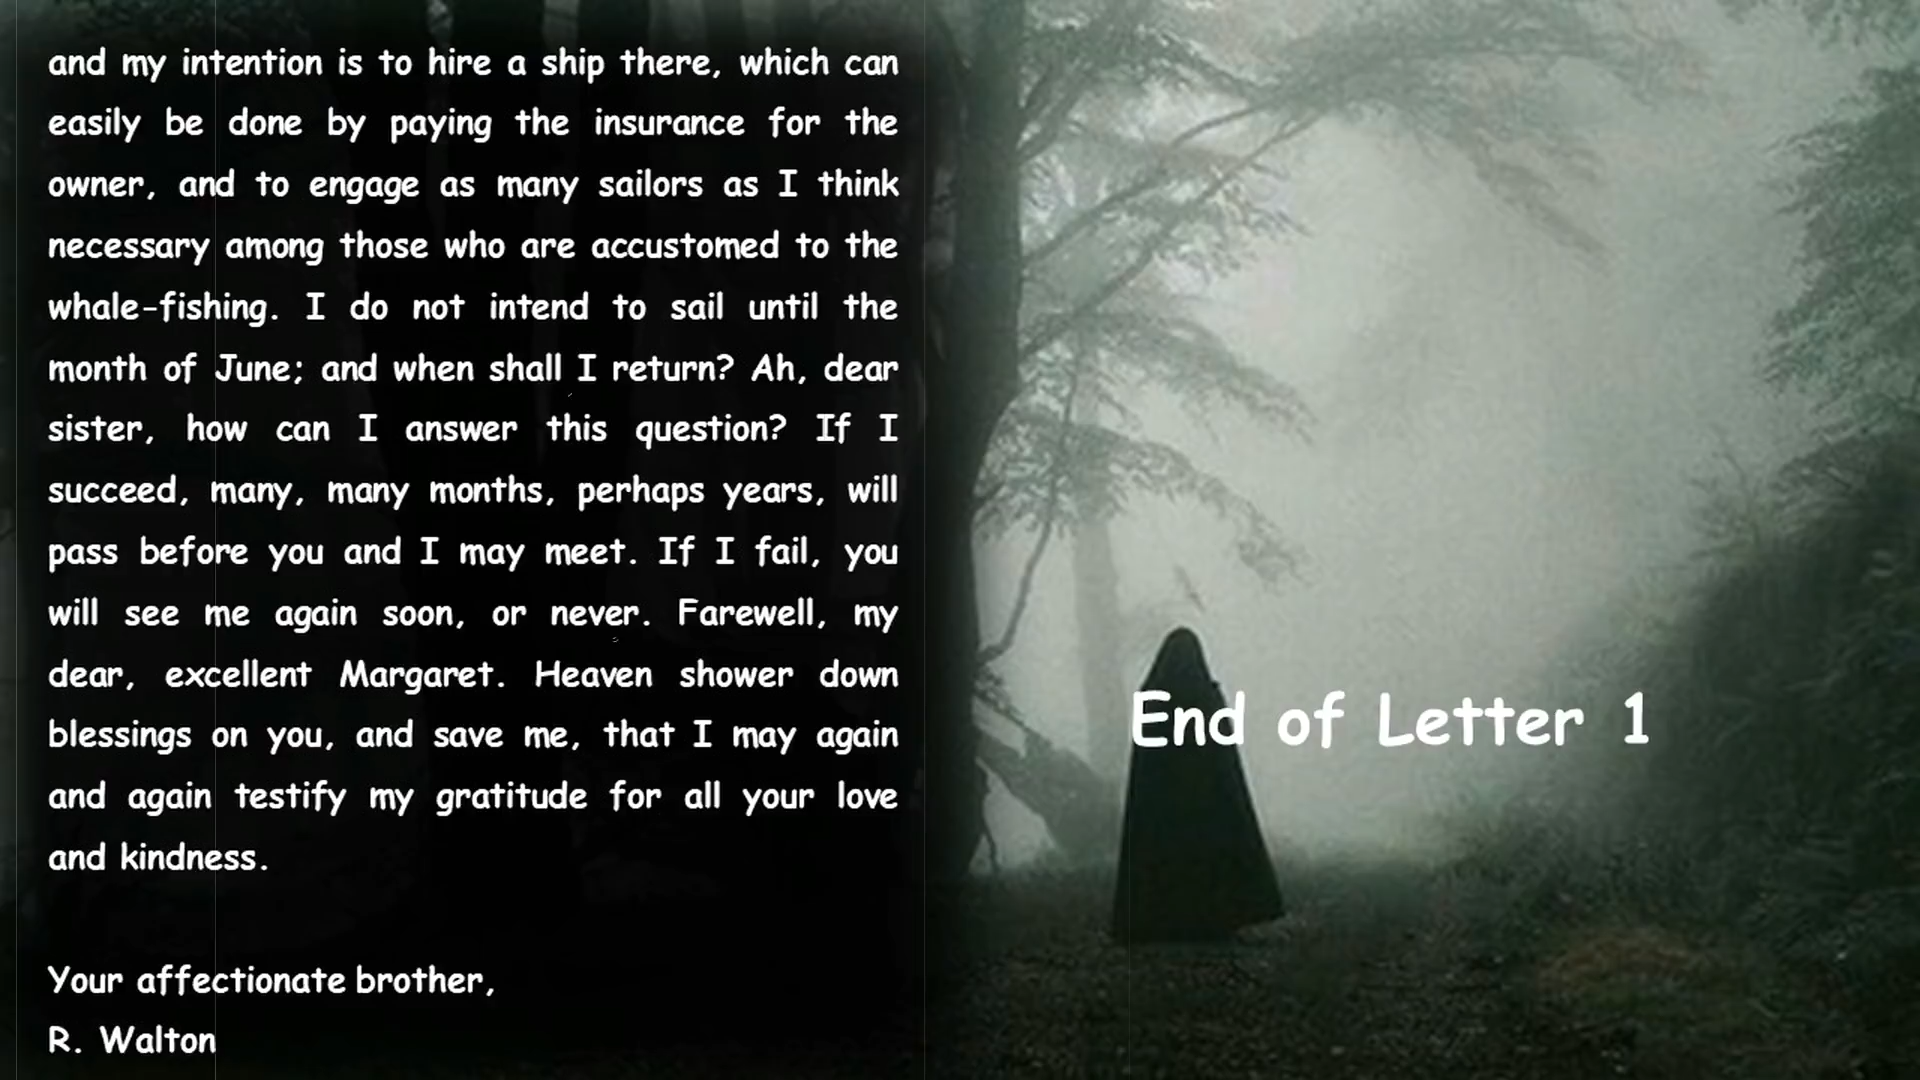 and my intention is to hire a ship there, which can
easily be done by paying the insurance for the
owner, and to engage as many sailors as I think
necessary among those who are accustomed to the
whale-fishing. I do not intend to sail until the
month of June; and when shall I return? Ah, dear
sister, how can I answer this question? If I
succeed, many, many months, perhaps years, will
pass before you and I may meet. If I fail, you
will see me again soon, or never. Farewell, my
dear, excellent Margaret. Heaven shower down
blessings on you, and save me, that I may again
and again testify my gratitude for all your love
and kindness.
Your affectionate brother,
R. Walton
End of Letter 1